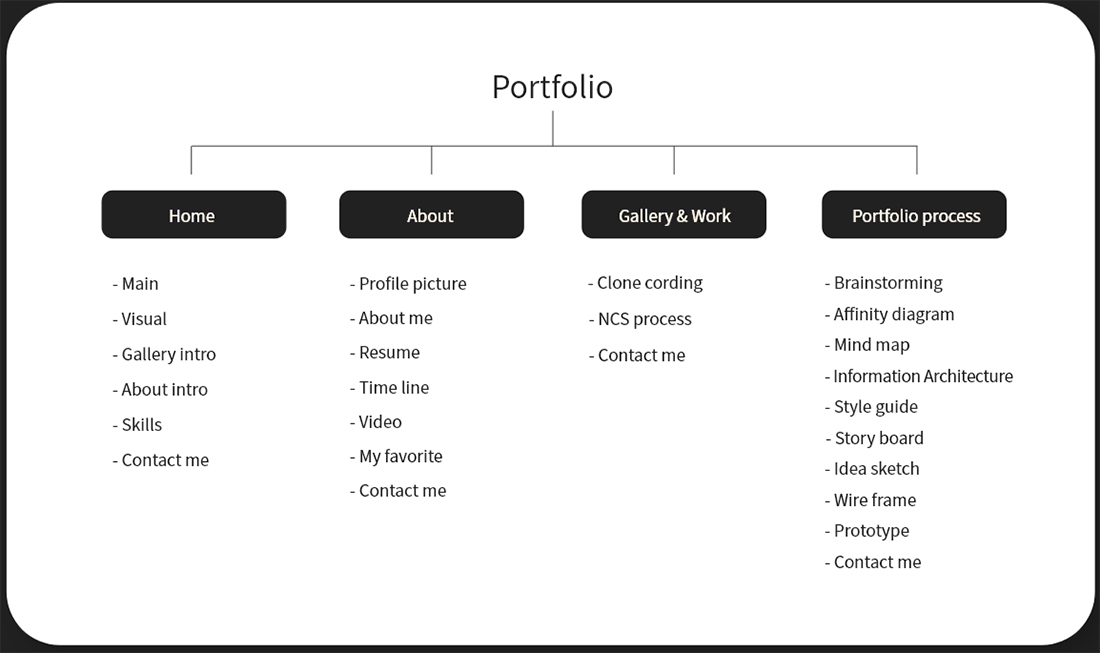 Portfolio
Home
- Main
- Visual
- Gallery intro
- About intro
- Skills
- Contact me
About
- Profile picture
- About me
- Resume
- Time line
- Video
- My favorite
- Contact me
Gallery & Work
- Clone cording
- NCS process
- Contact me
Portfolio process
- Brainstorming
- Affinity diagram
- Mind map
- Information Architecture
- Style guide
- Story board
- Idea sketch
- Wire frame
- Prototype
- Contact me